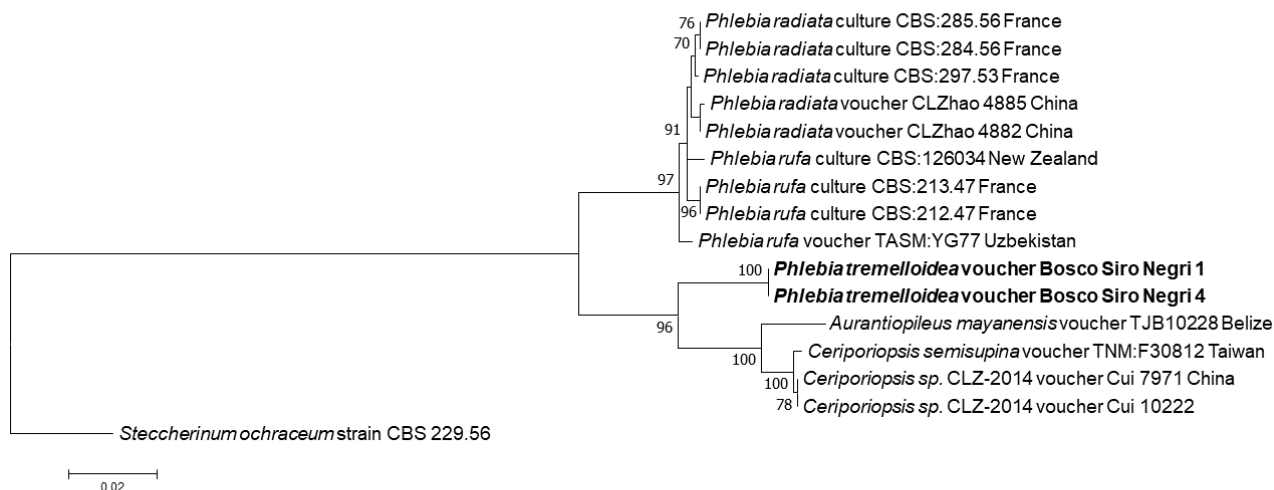 76
Phlebia radiata culture CBS:285.56 France
70
Phlebia radiata culture CBS:284.56 France
Phlebia radiata culture CBS:297.53 France
Phlebia radiata voucher CLZhao 4885 China
91
Phlebia radiata voucher CLZhao 4882 China
Phlebia rufa culture CBS:126034 New Zealand
97
Phlebia rufa culture CBS:213.47 France
96
Phlebia rufa culture CBS:212.47 France
Phlebia rufa voucher TASM:YG77 Uzbekistan
100
Phlebia tremelloidea voucher Bosco Siro Negri 1
Phlebia tremelloidea voucher Bosco Siro Negri 4
96
Aurantiopileus mayanensis voucher TJB10228 Belize
100
Ceriporiopsis semisupina voucher TNM:F30812 Taiwan
100
Ceriporiopsis sp. CLZ-2014 voucher Cui 7971 China
78
Ceriporiopsis sp. CLZ-2014 voucher Cui 10222
Steccherinum ochraceum strain CBS 229.56
0.02